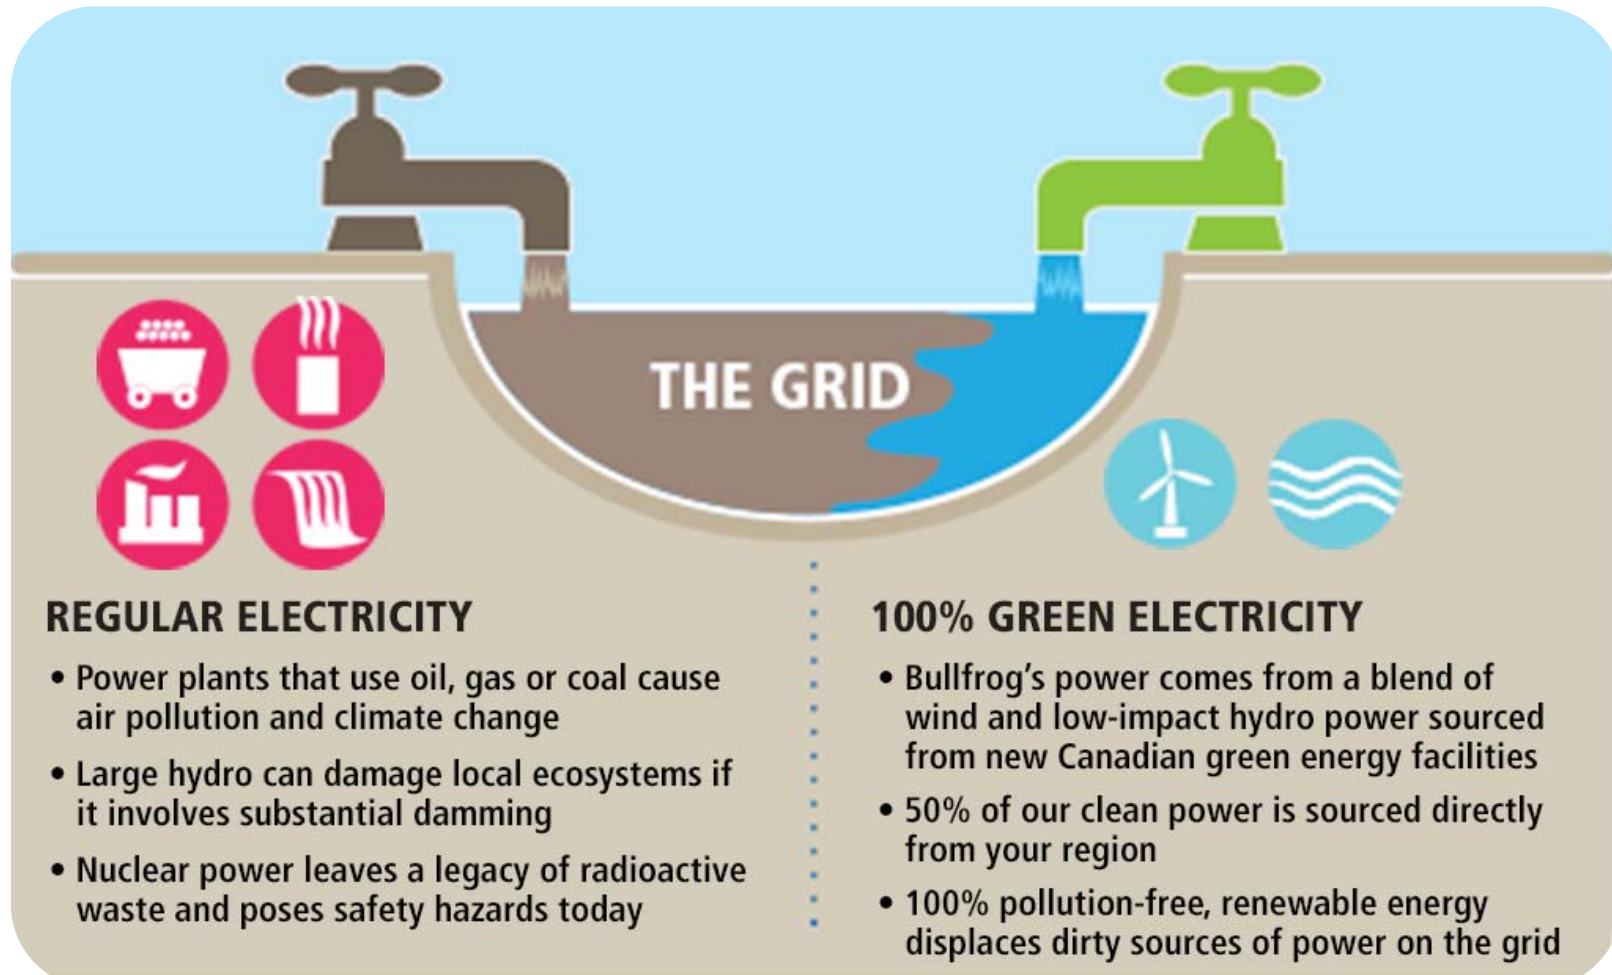 THE GRID
REGULAR ELECTRICITY
• Power plants that use oil, gas or coal cause
air pollution and climate change
• Large hydro can damage local ecosystems if
it involves substantial damming
• Nuclear power leaves a legacy of radioactive
waste and poses safety hazards today
100% GREEN ELECTRICITY
• Bullfrog's power comes from a blend of
wind and low-impact hydro power sourced
from new Canadian green energy facilities
• 50% of our clean power is sourced directly
from your region
• 100% pollution-free, renewable energy
displaces dirty sources of power on the grid